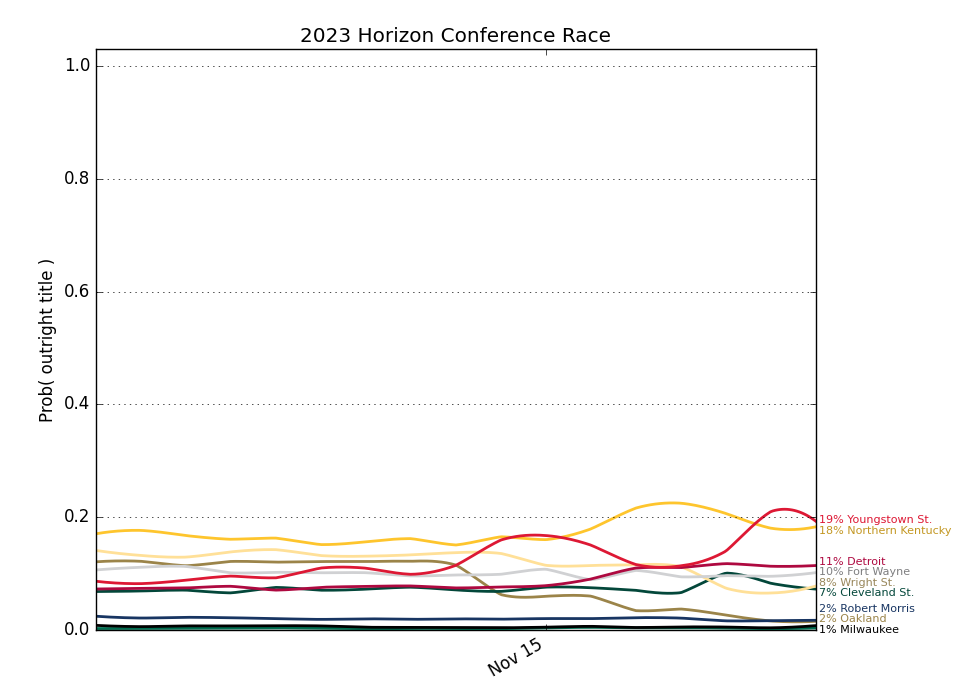 2023 Horizon Conference Race
Prob( outright title )
1.0
0.8
0.6
0.4
0.2
0.0
Nov 15
19% Youngstown St.
18% Northern Kentucky
11% Detroit
10% Fort Wayne
8% Wright St.
7% Cleveland St.
2% Robert Morris
2% Oakland
1% Milwaukee